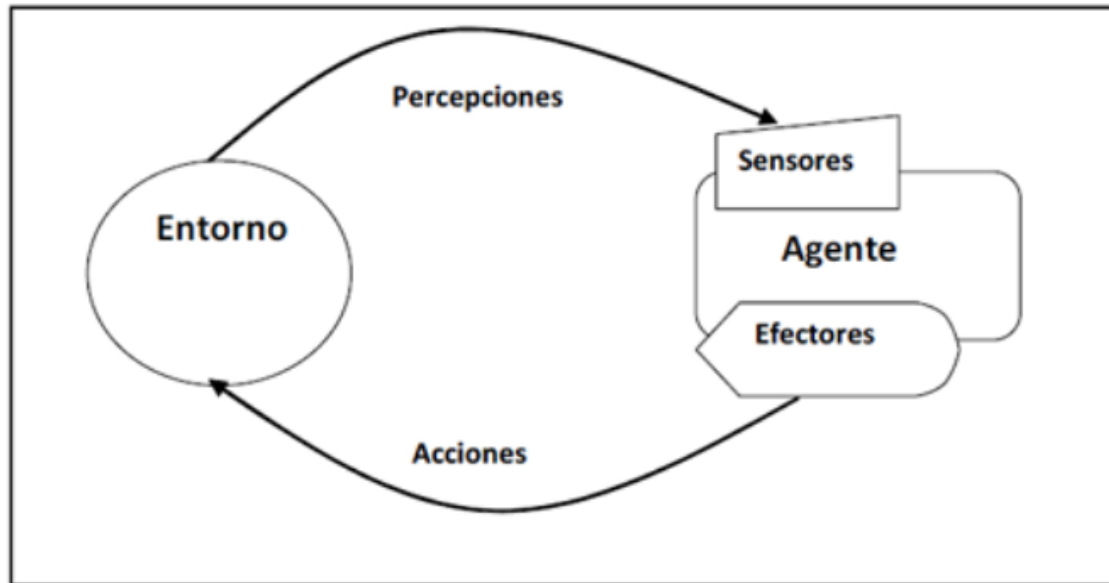 Percepciones
Sensores
Entorno
Agente
Efectores
Acciones